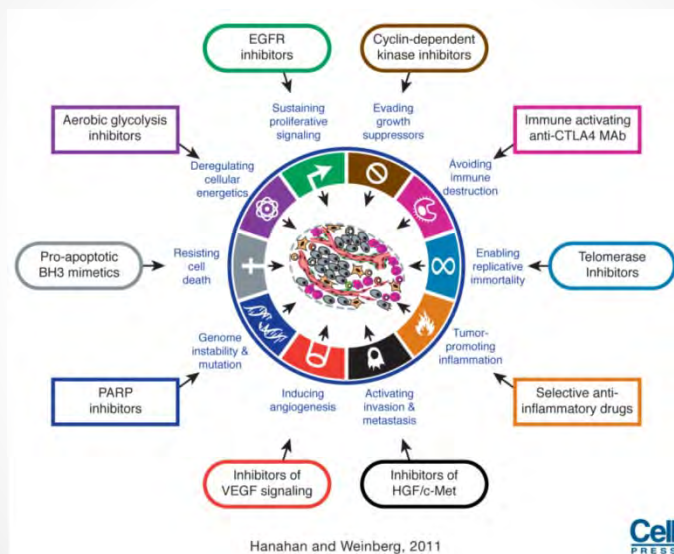 EGFR
inhibitors
Cyclin-dependent
kinase inhibitors
Sustaining
proliferative
signaling
Evading
growth
suppressors
Aerobic glycolysis
inhibitors
Immune activating
anti-CTLA4 MAb
Deregulating
cellular
energetics
Avoiding
immune
destruction
Pro-apoptotic
BH3 mimetics
Resisting
cell
death
Enabling
replicative
immortality
Telomerase
Inhibitors
Genome
instability &
mutation
Tumor-
promoting
inflammation
PARP
inhibitors
Inducing
angiogenesis
Activating
invasion &
metastasis
Selective anti-
inflammatory drugs
Inhibitors of
VEGF signaling
Inhibitors of
HGF/c-Met
Hanahan and Weinberg, 2011
Cell
PRESS